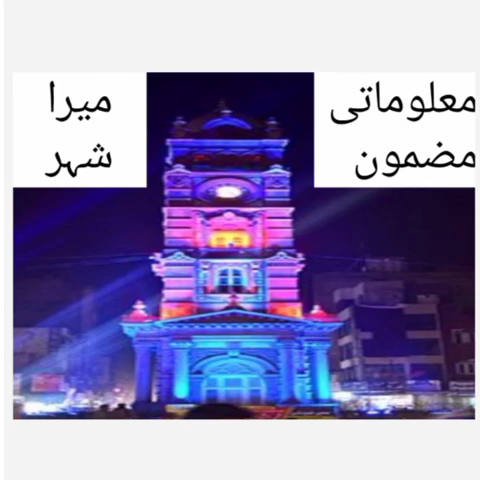 معلوماتی
مضمون
میرا
شہر